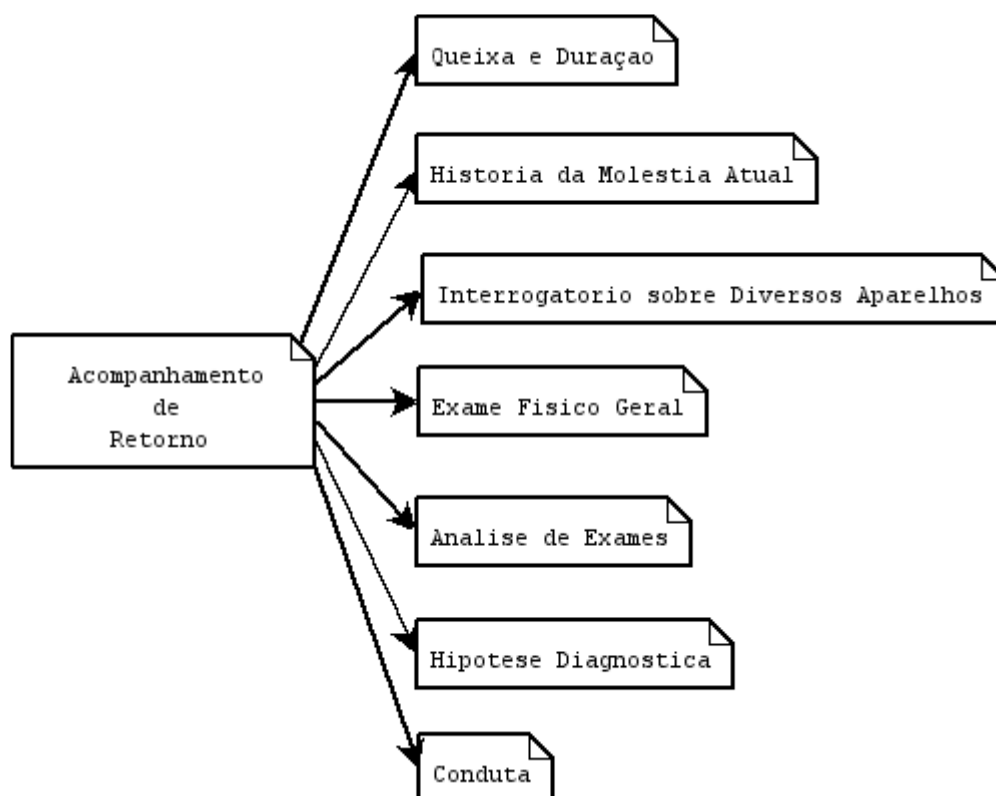 Queixa e Duraçao
Historia da Molestia Atual
Interrogatorio sobre Diversos Aparelhos
Acompanhamento
de
Retorno
Exame Fisico Geral
Analise de Exames
Hipotese Diagnostica
Conduta